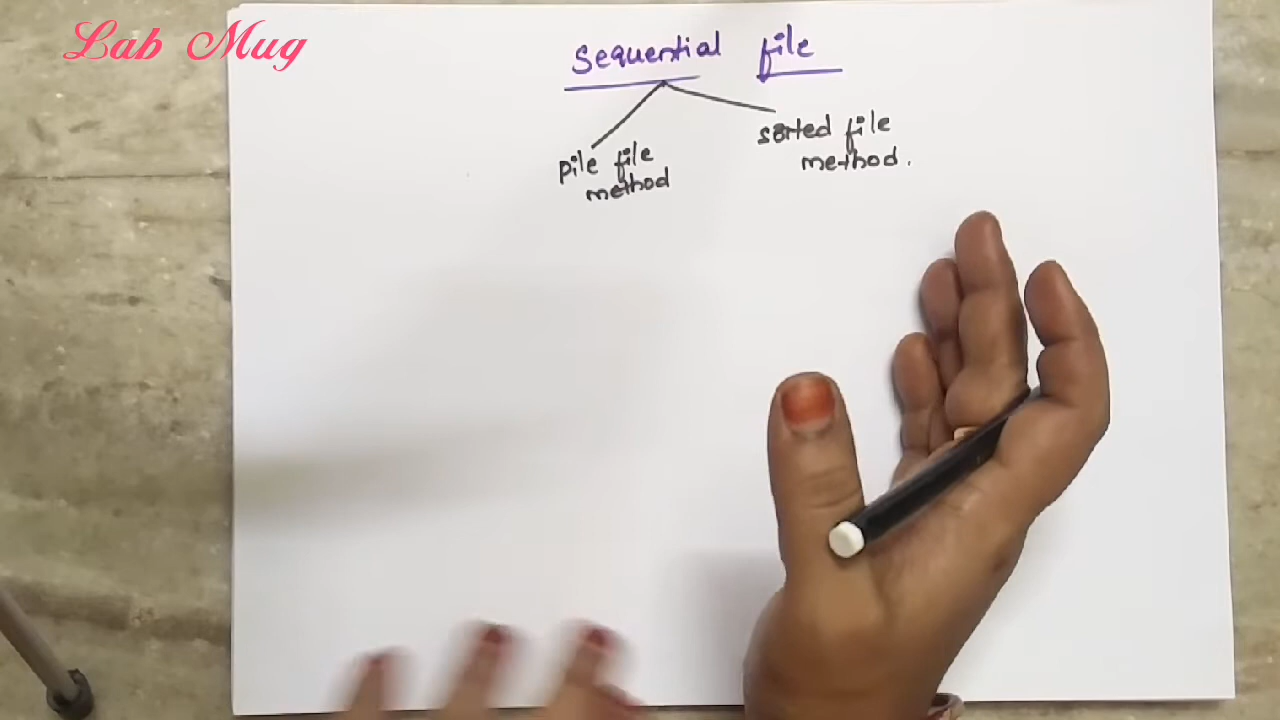 Lab Mug
Sequential file
pile file
method
sorted file
method.